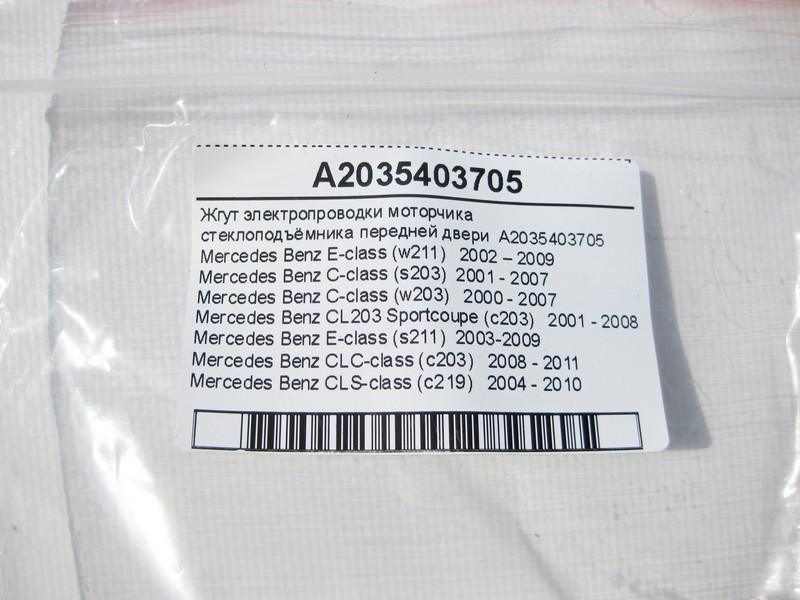 A2035403705
Жгут электропроводки моторчика
стеклоподъёмника передней двери A2035403705
Mercedes Benz E-class (w211) 2002 – 2009
Mercedes Benz C-class (s203) 2001 - 2007
Mercedes Benz C-class (w203) 2000 - 2007
Mercedes Benz CL203 Sportcoupe (c203) 2001 - 2008
Mercedes Benz E-class (s211) 2003-2009
Mercedes Benz CLC-class (c203) 2008 - 2011
Mercedes Benz CLS-class (c219) 2004 - 2010